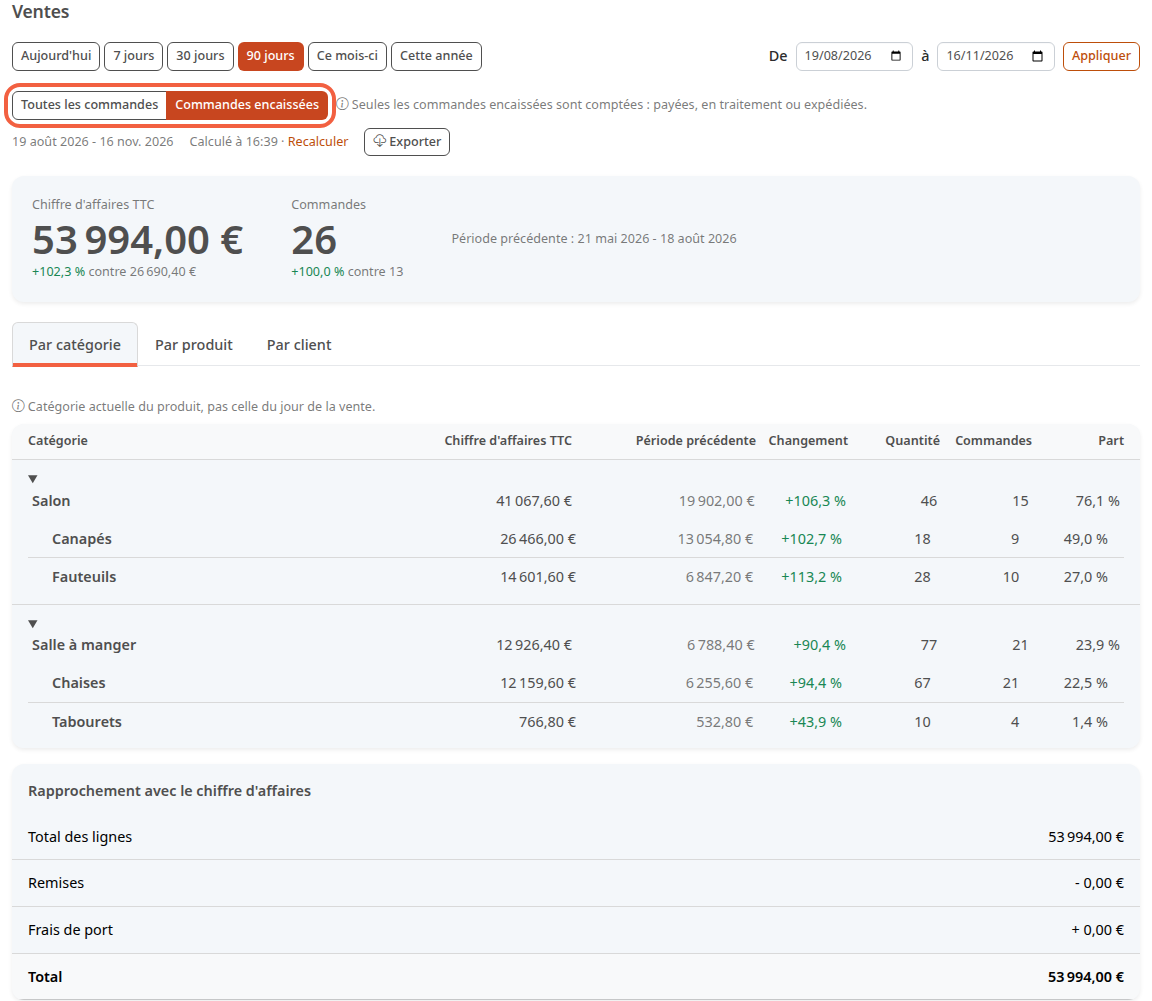 Ventes
Aujourd'hui 7 jours 30 jours 90 jours Ce mois-ci Cette année De 19/08/2026 à 16/11/2026 Appliquer
Toutes les commandes Commandes encaissées Seules les commandes encaissées sont comptées : payées, en traitement ou expédiées.
19 août 2026 - 16 nov. 2026 Calculé à 16:39 · Recalculer Exporter
Chiffre d'affaires TTC Commandes
53 994,00 € 26 Période précédente : 21 mai 2026 - 18 août 2026
+102,3 % contre 26 690,40 € +100,0 % contre 13
Par catégorie Par produit Par client
Catégorie actuelle du produit, pas celle du jour de la vente.
Catégorie Chiffre d'affaires TTC Période précédente Changement Quantité Commandes Part
Salon 41 067,60 € 19 902,00 € +106,3 % 46 15 76,1 %
Canapés 26 466,00 € 13 054,80 € +102,7 % 18 9 49,0 %
Fauteuils 14 601,60 € 6 847,20 € +113,2 % 28 10 27,0 %
Salle à manger 12 926,40 € 6 788,40 € +90,4 % 77 21 23,9 %
Chaises 12 159,60 € 6 255,60 € +94,4 % 67 21 22,5 %
Tabourets 766,80 € 532,80 € +43,9 % 10 4 1,4 %
Rapprochement avec le chiffre d'affaires
Total des lignes 53 994,00 €
Remises - 0,00 €
Frais de port + 0,00 €
Total 53 994,00 €